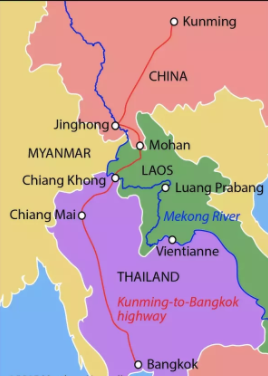 Kunming
CHINA
Jinghong
Mohan
MYANMAR
LAOS
Chiang Khong
Luang Prabang
Chiang Mai
Mekong River
Vientianne
THAILAND
Kunming-to-Bangkok
highway
Bangkok